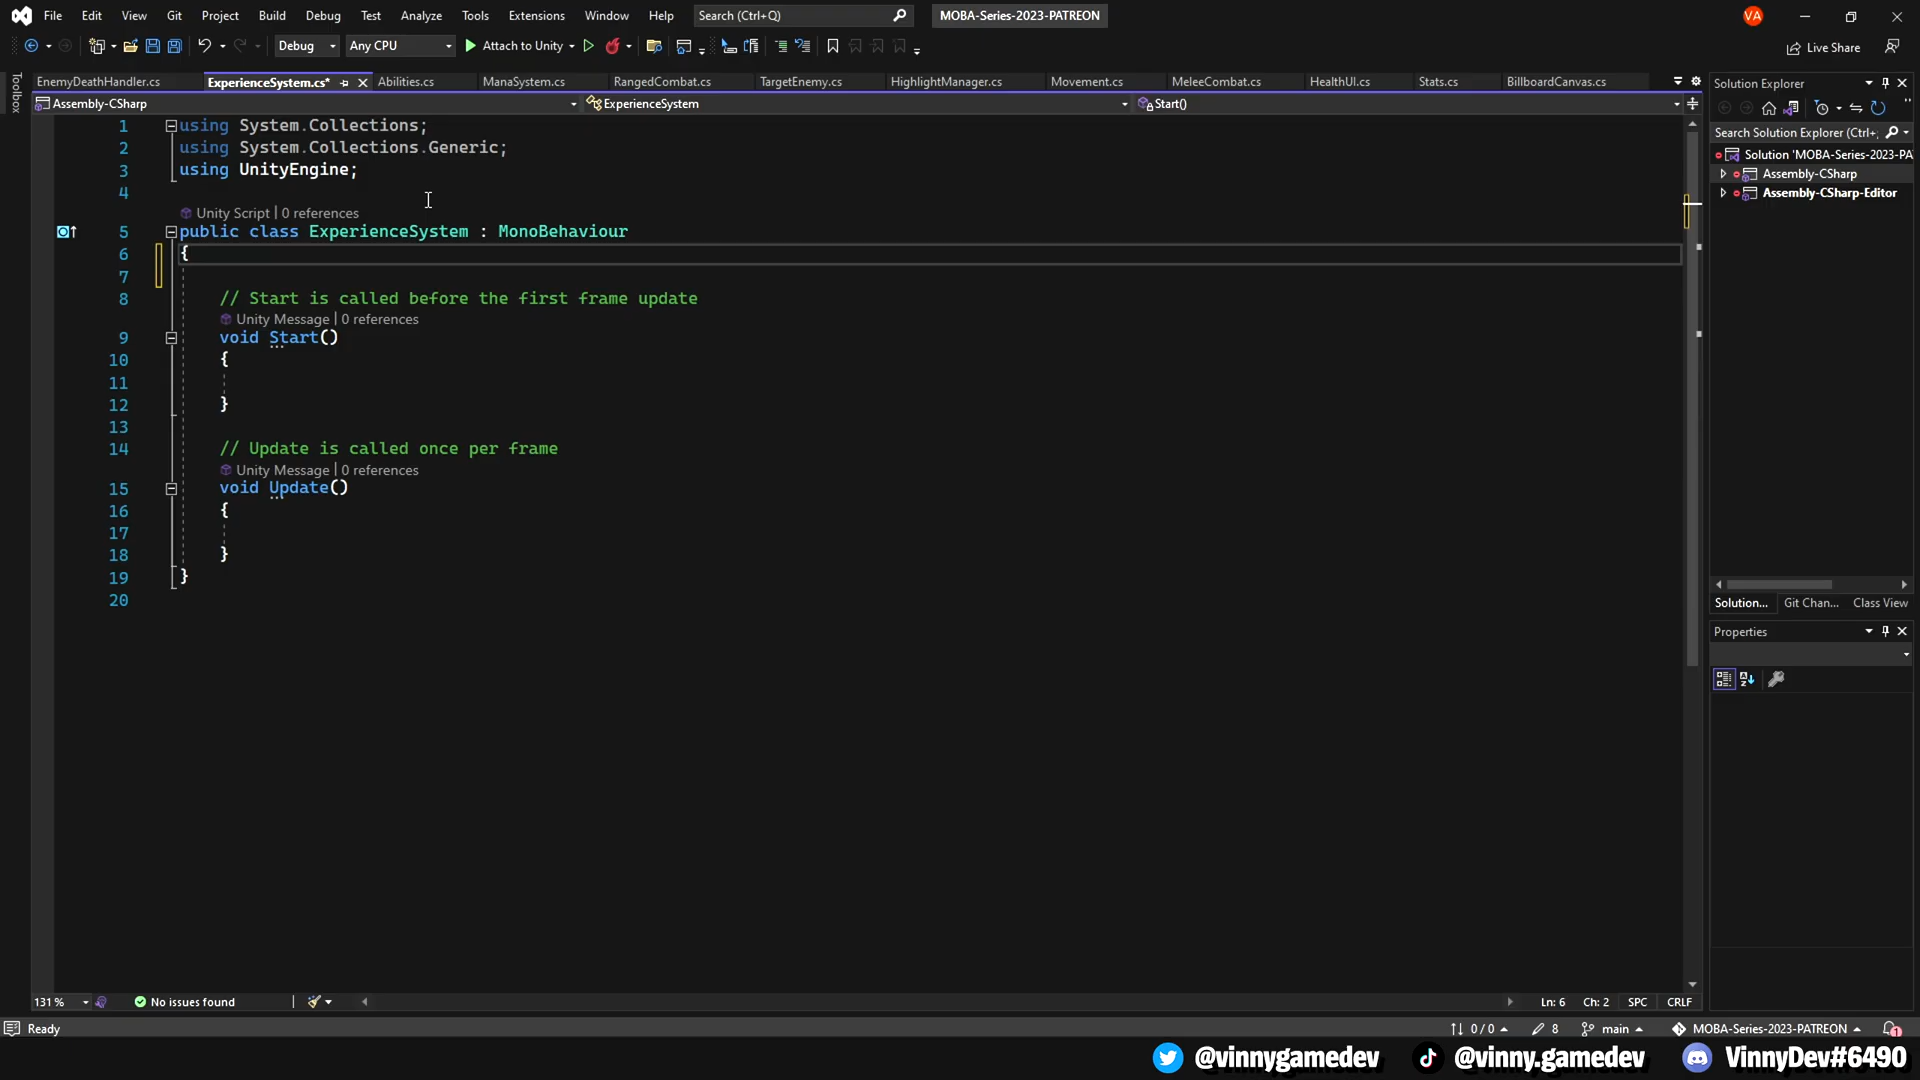 File Edit View Git Project Build Debug Test Analyze Tools Extensions Window Help Search (Ctrl+Q) MOBA-Series-2023-PATREON VA
Debug Any CPU Attach to Unity Live Share
EnemyDeathHandler.cs ExperienceSystem.cs* Abilities.cs ManaSystem.cs RangedCombat.cs TargetEnemy.cs HighlightManager.cs Movement.cs MeleeCombat.cs HealthUI.cs Stats.cs BillboardCanvas.cs
Toolbox
Assembly-CSharp ExperienceSystem Start()
1 using System.Collections;
2 using System.Collections.Generic;
3 using UnityEngine;
4
Unity Script | 0 references
5 public class ExperienceSystem : MonoBehaviour
6 {
7
8 // Start is called before the first frame update
Unity Message | 0 references
9 void Start()
10 {
11
12 }
13
14 // Update is called once per frame
Unity Message | 0 references
15 void Update()
16 {
17
18 }
19 }
20
Solution Explorer
Search Solution Explorer (Ctrl+;
Solution 'MOBA-Series-2023-PA
Assembly-CSharp
Assembly-CSharp-Editor
Solution... Git Chan... Class View
Properties
131 % No issues found Ln: 6 Ch: 2 SPC CRLF
Ready 0 / 0 8 main MOBA-Series-2023-PATREON 1
@vinnygamedev @vinny.gamedev VinnyDev#6490